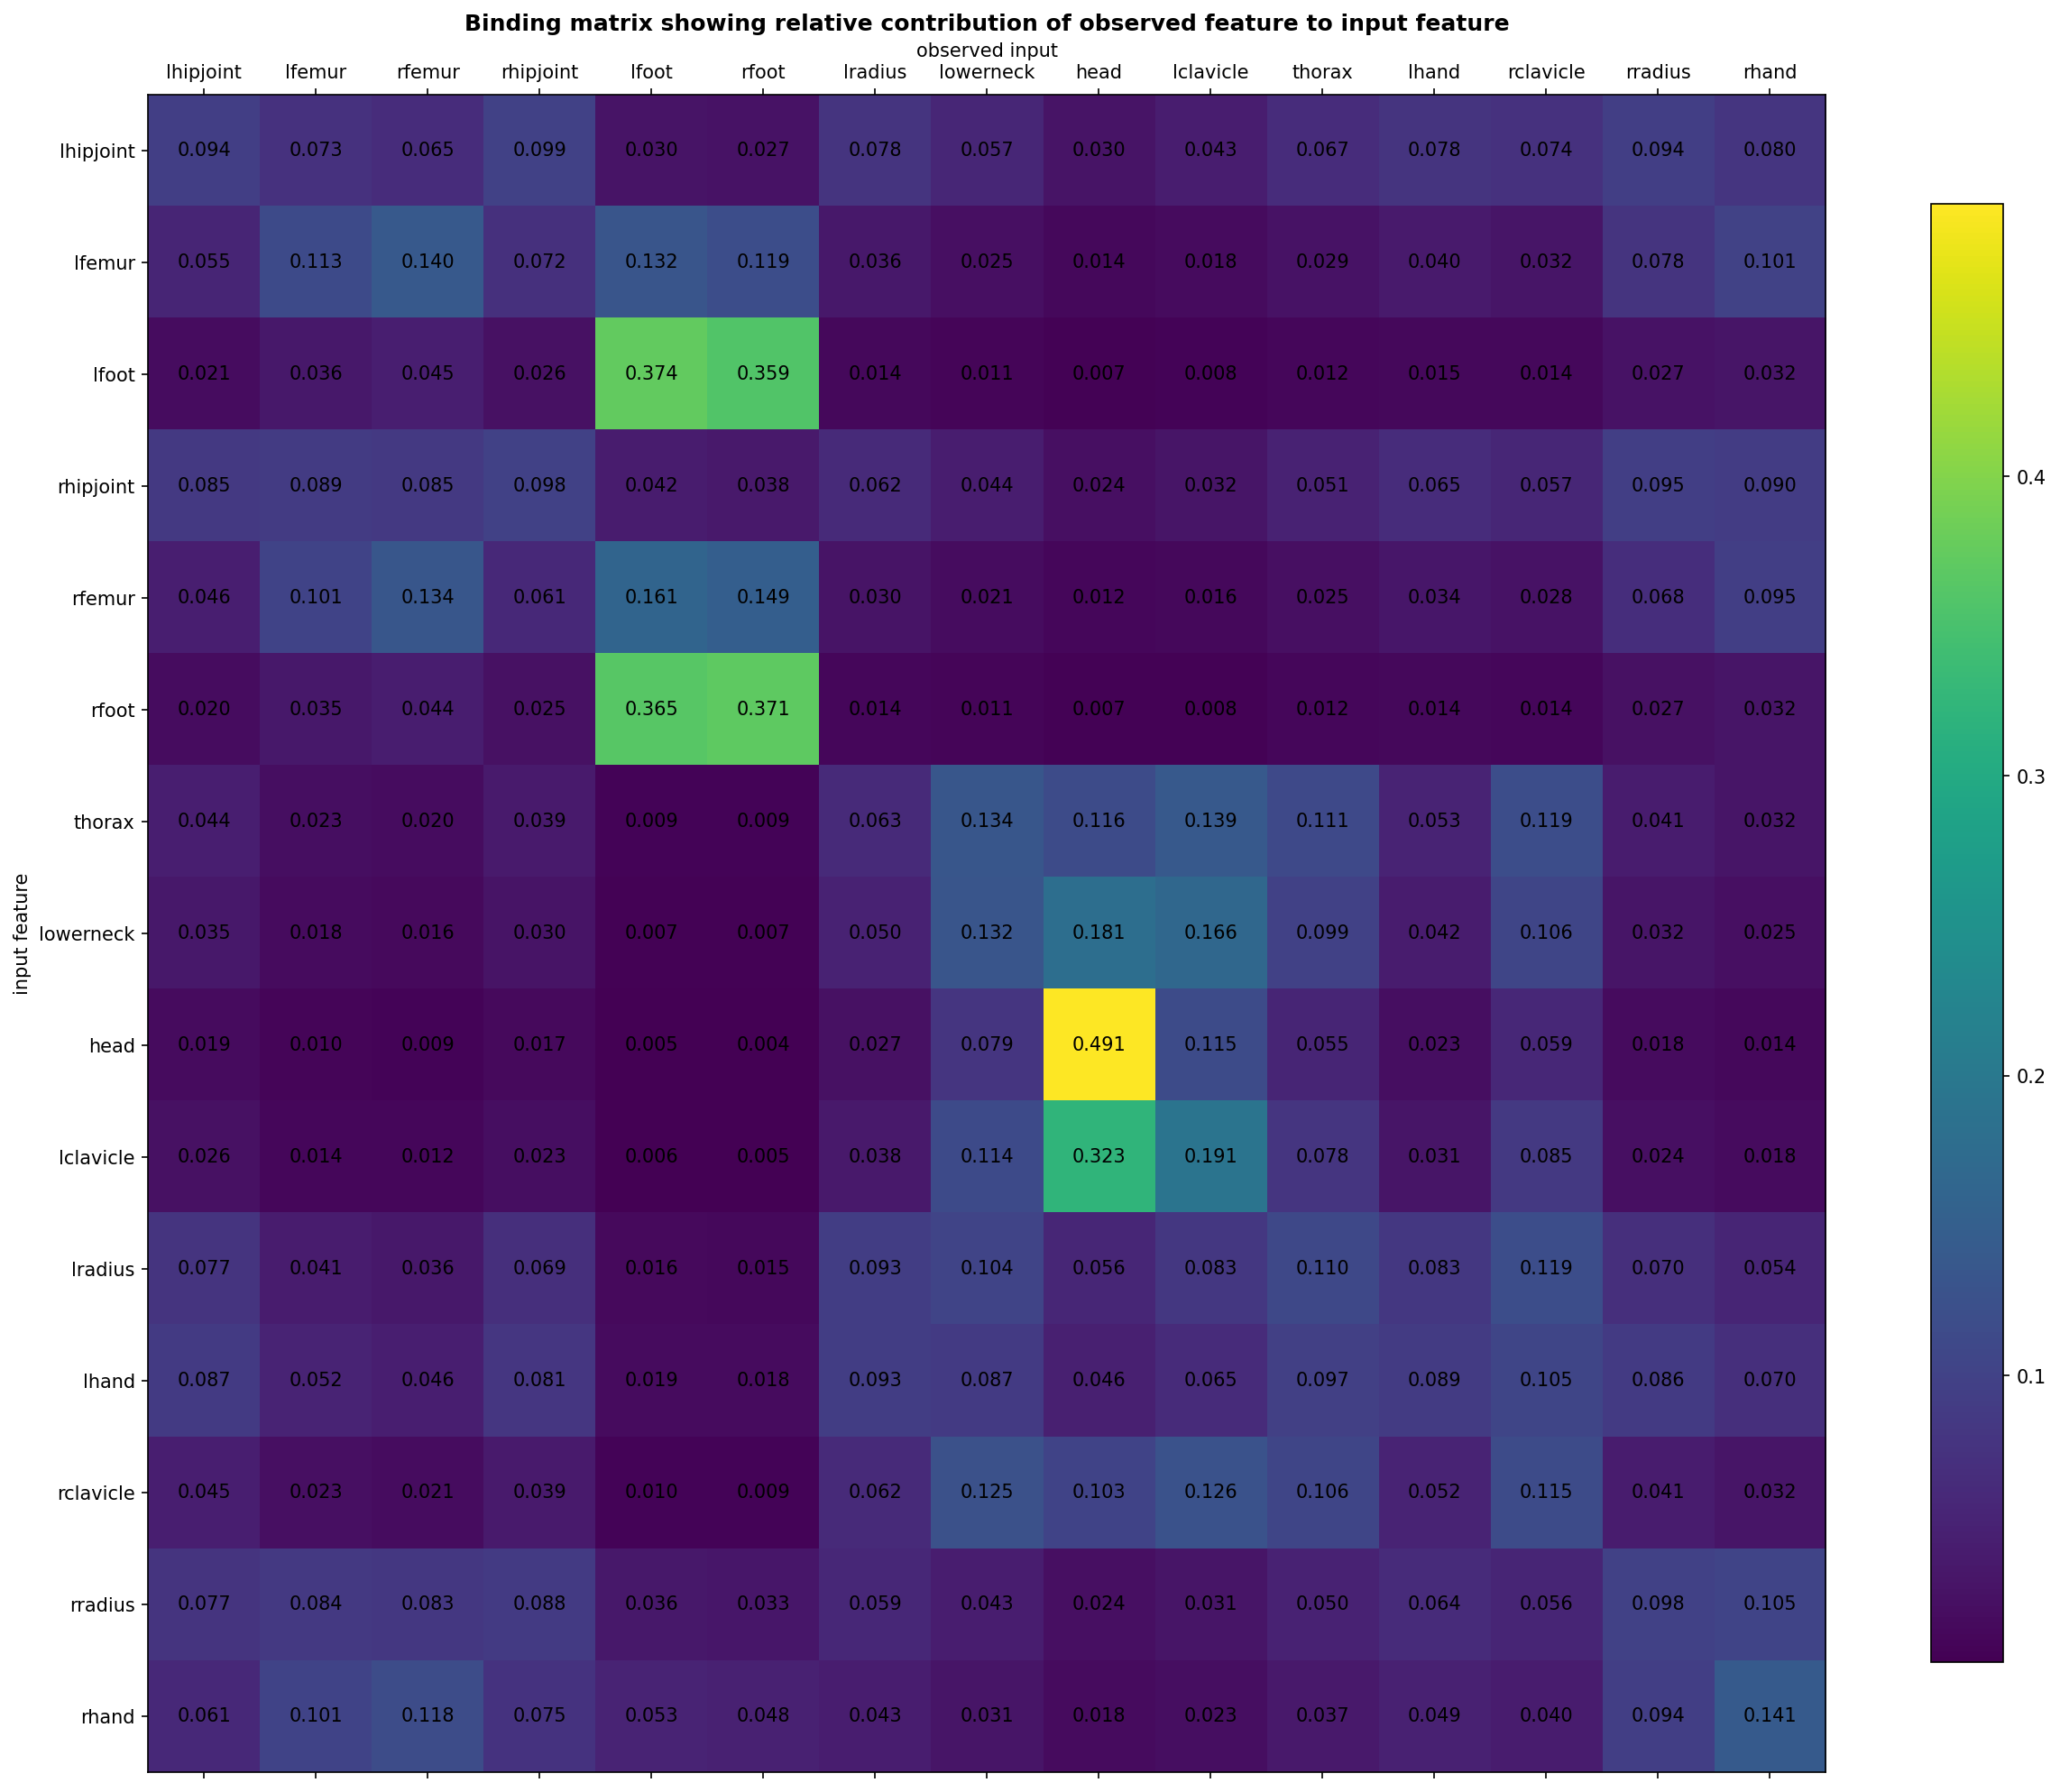 Binding matrix showing relative contribution of observed feature to input feature
observed input
lhipjoint lfemur rfemur rhipjoint lfoot rfoot lradius lowerneck head lclavicle thorax lhand rclavicle rradius rhand
lhipjoint 0.094 0.073 0.065 0.099 0.030 0.027 0.078 0.057 0.030 0.043 0.067 0.078 0.074 0.094 0.080
lfemur 0.055 0.113 0.140 0.072 0.132 0.119 0.036 0.025 0.014 0.018 0.029 0.040 0.032 0.078 0.101
lfoot 0.021 0.036 0.045 0.026 0.374 0.359 0.014 0.011 0.007 0.008 0.012 0.015 0.014 0.027 0.032
rhipjoint 0.085 0.089 0.085 0.098 0.042 0.038 0.062 0.044 0.024 0.032 0.051 0.065 0.057 0.095 0.090
rfemur 0.046 0.101 0.134 0.061 0.161 0.149 0.030 0.021 0.012 0.016 0.025 0.034 0.028 0.068 0.095
rfoot 0.020 0.035 0.044 0.025 0.365 0.371 0.014 0.011 0.007 0.008 0.012 0.014 0.014 0.027 0.032
thorax 0.044 0.023 0.020 0.039 0.009 0.009 0.063 0.134 0.116 0.139 0.111 0.053 0.119 0.041 0.032
lowerneck 0.035 0.018 0.016 0.030 0.007 0.007 0.050 0.132 0.181 0.166 0.099 0.042 0.106 0.032 0.025
head 0.019 0.010 0.009 0.017 0.005 0.004 0.027 0.079 0.491 0.115 0.055 0.023 0.059 0.018 0.014
lclavicle 0.026 0.014 0.012 0.023 0.006 0.005 0.038 0.114 0.323 0.191 0.078 0.031 0.085 0.024 0.018
lradius 0.077 0.041 0.036 0.069 0.016 0.015 0.093 0.104 0.056 0.083 0.110 0.083 0.119 0.070 0.054
lhand 0.087 0.052 0.046 0.081 0.019 0.018 0.093 0.087 0.046 0.065 0.097 0.089 0.105 0.086 0.070
rclavicle 0.045 0.023 0.021 0.039 0.010 0.009 0.062 0.125 0.103 0.126 0.106 0.052 0.115 0.041 0.032
rradius 0.077 0.084 0.083 0.088 0.036 0.033 0.059 0.043 0.024 0.031 0.050 0.064 0.056 0.098 0.105
rhand 0.061 0.101 0.118 0.075 0.053 0.048 0.043 0.031 0.018 0.023 0.037 0.049 0.040 0.094 0.141
input feature
0.4
0.3
0.2
0.1